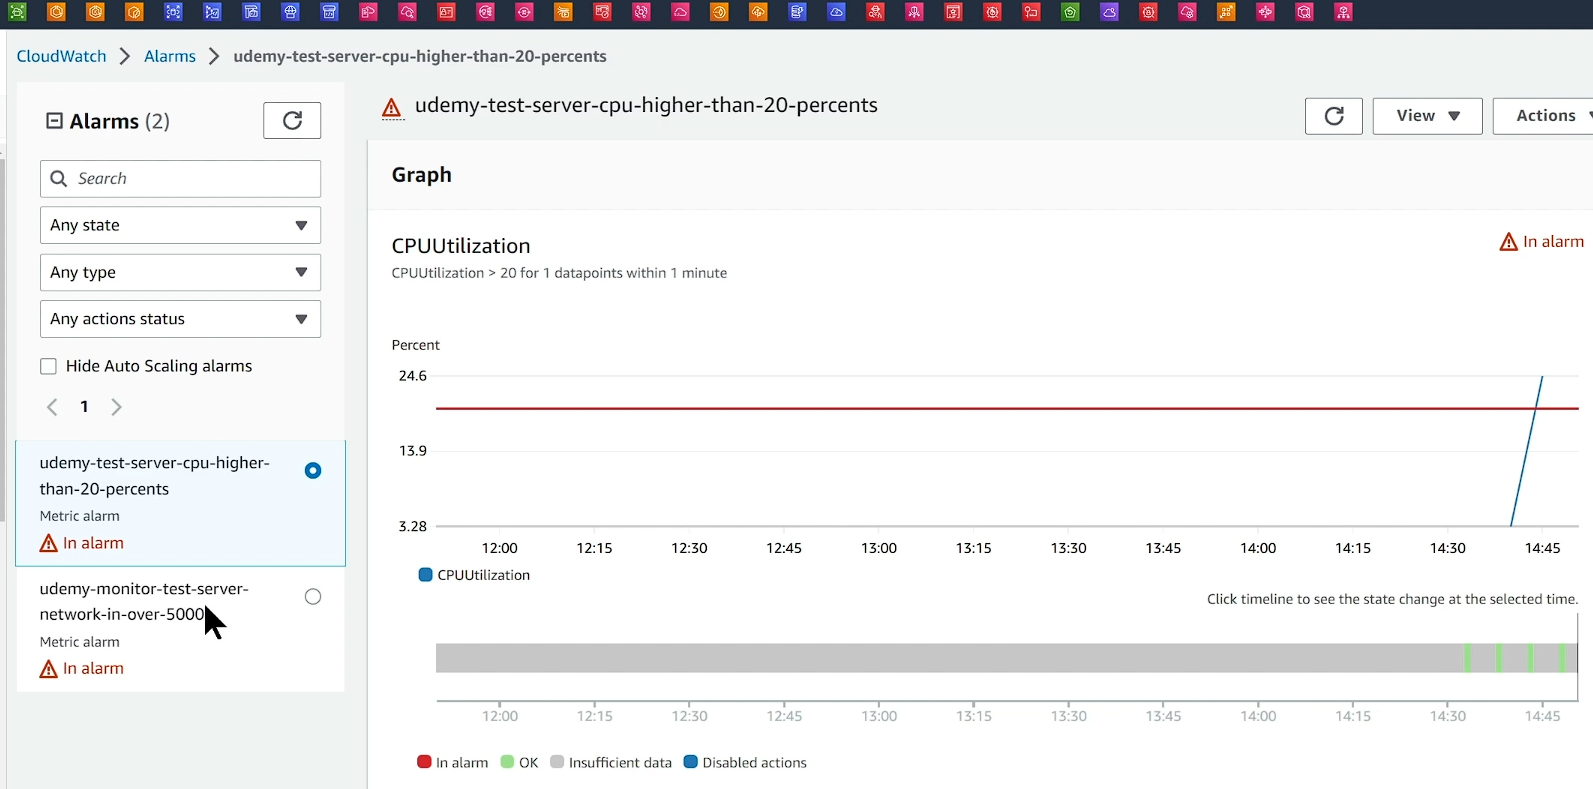 CloudWatch > Alarms > udemy-test-server-cpu-higher-than-20-percents
Alarms (2)
Search
Any state
Any type
Any actions status
Hide Auto Scaling alarms
1
udemy-test-server-cpu-higher-
than-20-percents
Metric alarm
In alarm
udemy-monitor-test-server-
network-in-over-5000
Metric alarm
In alarm
udemy-test-server-cpu-higher-than-20-percents
View
Actions
Graph
CPUUtilization
In alarm
CPUUtilization > 20 for 1 datapoints within 1 minute
Percent
24.6
13.9
3.28
12:00 12:15 12:30 12:45 13:00 13:15 13:30 13:45 14:00 14:15 14:30 14:45
CPUUtilization
Click timeline to see the state change at the selected time.
12:00 12:15 12:30 12:45 13:00 13:15 13:30 13:45 14:00 14:15 14:30 14:45
In alarm OK Insufficient data Disabled actions